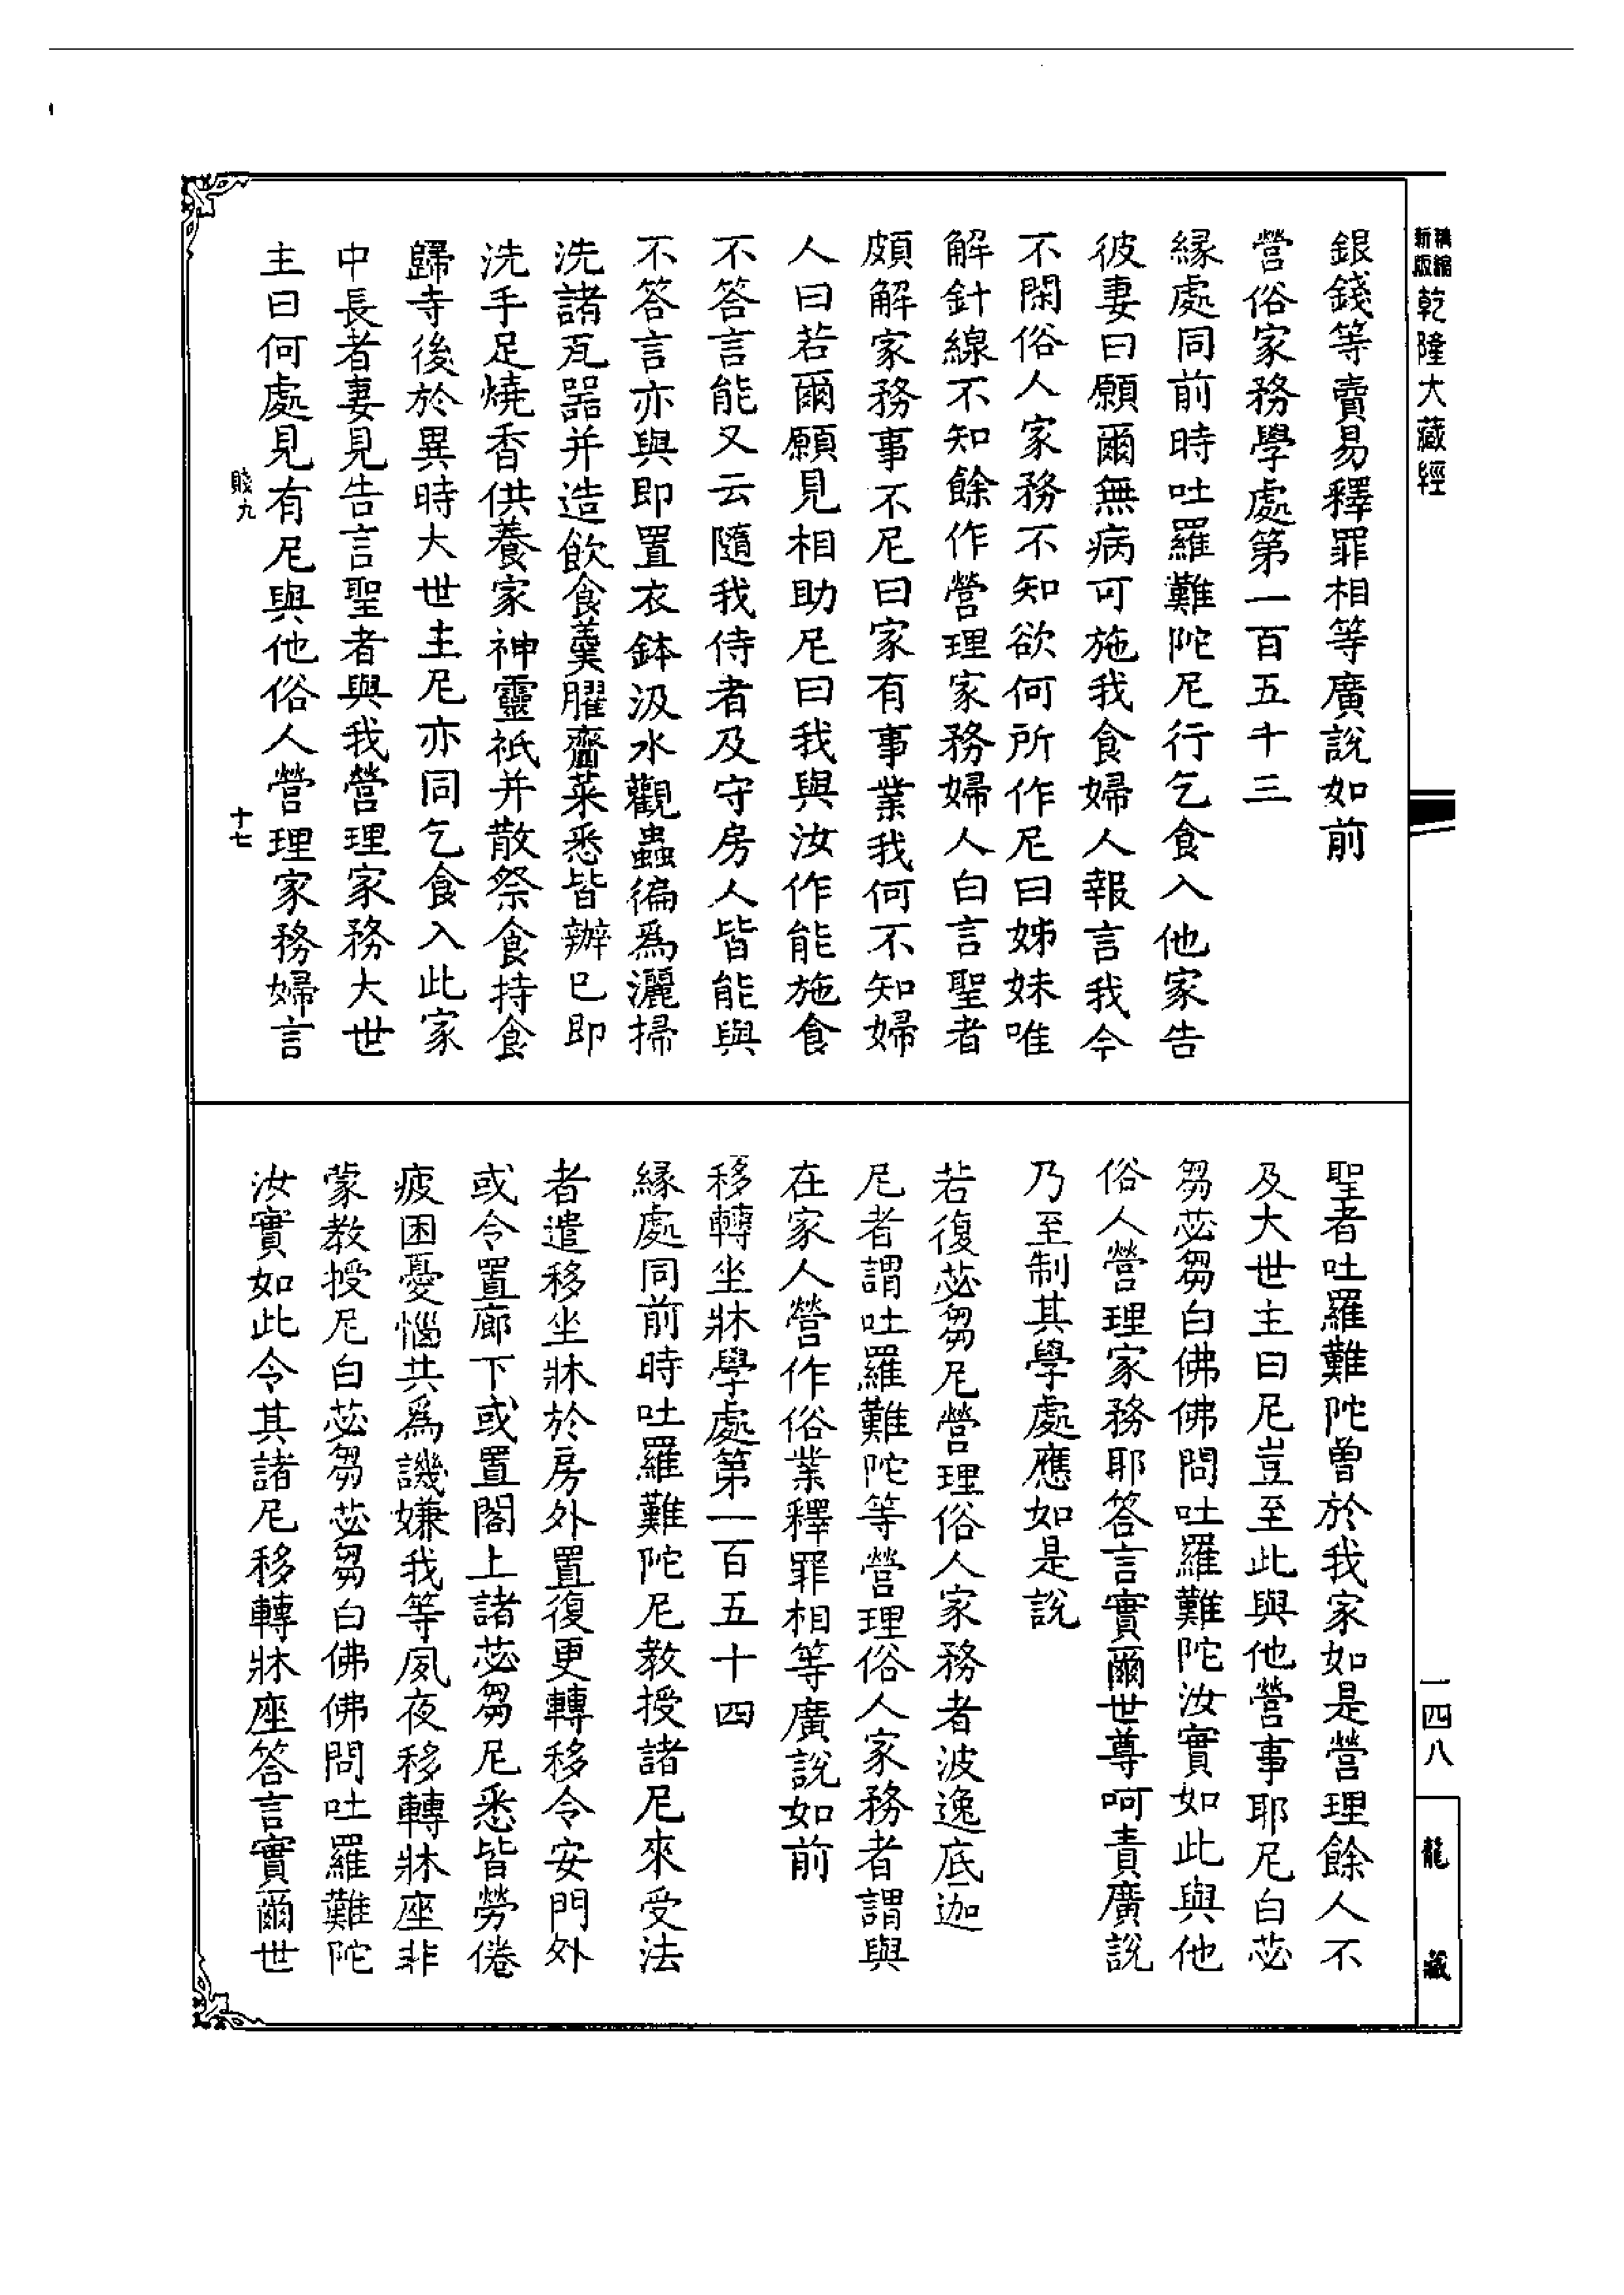 新縮
版精
乾隆大藏經
銀錢等賣易釋罪相等廣說如前
營俗家務學處第一百五十三
緣處同前時吐羅難陀尼行乞食入他家告
彼妻曰願爾無病可施我食婦人報言我今
不閑俗人家務不知欲何所作尼曰姊妹唯
解針線不知餘作營理家務婦人白言聖者
頗解家務事不尼曰家有事業我何不知婦
人曰若爾願見相助尼曰我與汝作能施食
不答言能又云隨我侍者及守房人皆能與
不答言亦與即置衣鉢汲水觀蟲徧為灑掃
洗諸瓦器并造飲食羹臛齏菜悉皆辦已即
洗手足燒香供養家神靈祇并散祭食持食
歸寺後於異時大世主尼亦同乞食入此家
中長者妻見告言聖者與我營理家務大世
主曰何處見有尼與他俗人營理家務婦言
賤九
十七
聖者吐羅難陀曾於我家如是營理餘人不
及大世主曰尼豈至此與他營事耶尼白苾
芻苾芻白佛佛問吐羅難陀汝實如此與他
俗人營理家務耶答言實爾世尊呵責廣說
乃至制其學處應如是說
若復苾芻尼營理俗人家務者波逸底迦
尼者謂吐羅難陀等營理俗人家務者謂與
在家人營作俗業釋罪相等廣說如前
移轉坐牀學處第一百五十四
緣處同前時吐羅難陀尼教授諸尼來受法
者遣移坐牀於房外置復更轉移令安門外
或令置廊下或置閣上諸苾芻尼悉皆勞倦
疲困憂惱共為譏嫌我等夙夜移轉牀座非
蒙教授尼白苾芻苾芻白佛佛問吐羅難陀
汝實如此令其諸尼移轉牀座答言實爾世
一四八
龍藏